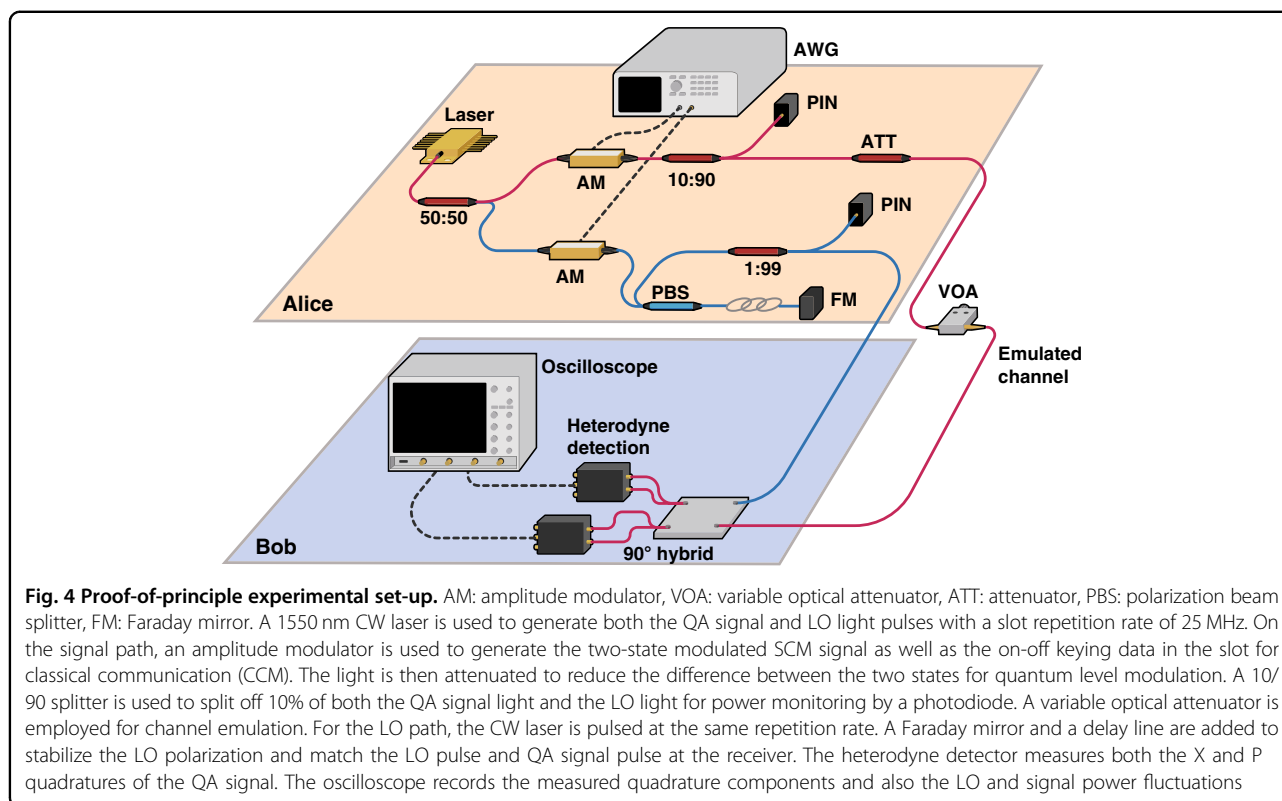 AWG
PIN
Laser
ATT
AM
10:90
50:50
PIN
AM
1:99
PBS
FM
VOA
Alice
Emulated
channel
Oscilloscope
Heterodyne
detection
90° hybrid
Bob
Fig. 4 Proof-of-principle experimental set-up. AM: amplitude modulator, VOA: variable optical attenuator, ATT: attenuator, PBS: polarization beam
splitter, FM: Faraday mirror. A 1550 nm CW laser is used to generate both the QA signal and LO light pulses with a slot repetition rate of 25 MHz. On
the signal path, an amplitude modulator is used to generate the two-state modulated SCM signal as well as the on-off keying data in the slot for
classical communication (CCM). The light is then attenuated to reduce the difference between the two states for quantum level modulation. A 10/
90 splitter is used to split off 10% of both the QA signal light and the LO light for power monitoring by a photodiode. A variable optical attenuator is
employed for channel emulation. For the LO path, the CW laser is pulsed at the same repetition rate. A Faraday mirror and a delay line are added to
stabilize the LO polarization and match the LO pulse and QA signal pulse at the receiver. The heterodyne detector measures both the X and P
quadratures of the QA signal. The oscilloscope records the measured quadrature components and also the LO and signal power fluctuations